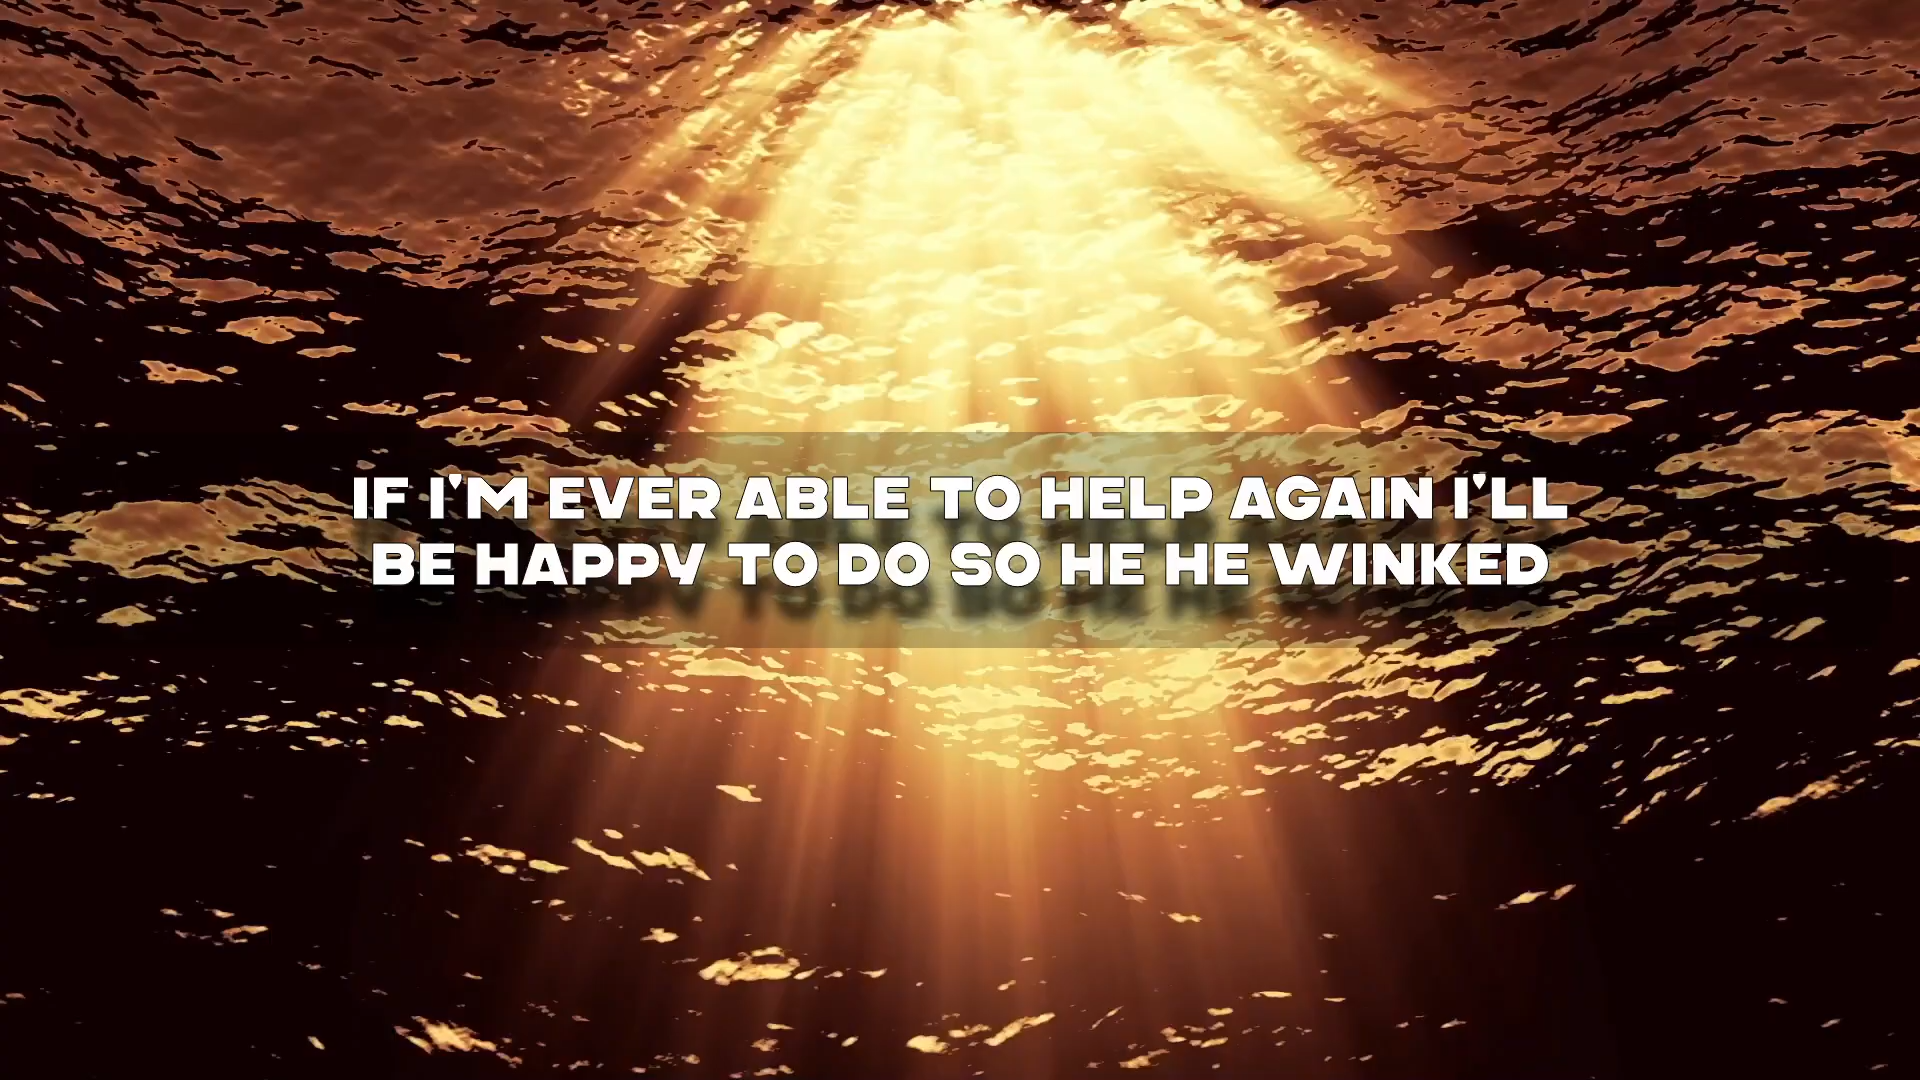 IF I'M EVER ABLE TO HELP AGAIN I'LL
BE HAPPY TO DO SO HE HE WINKED